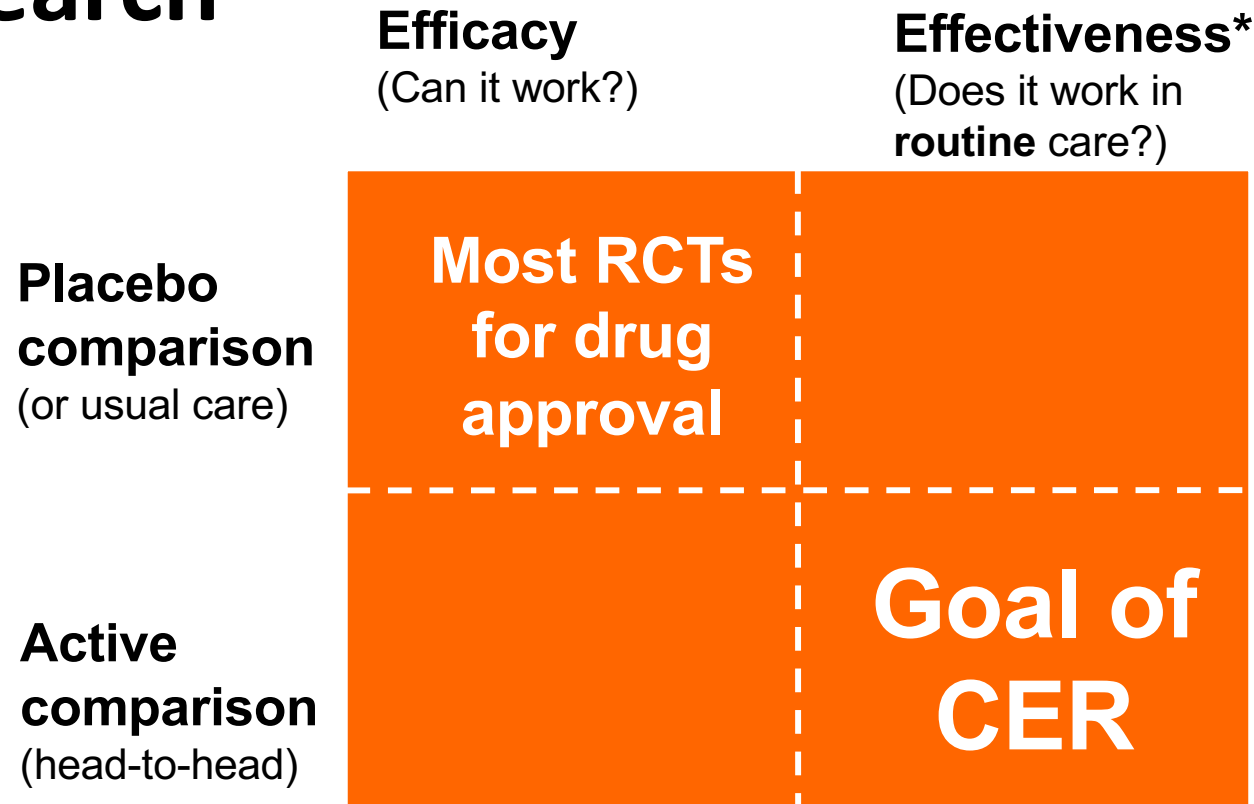 Efficacy
(Can it work?)
Effectiveness*
(Does it work in
routine care?)
Placebo
comparison
(or usual care)
Most RCTs
for drug
approval
Active
comparison
(head-to-head)
Goal of
CER